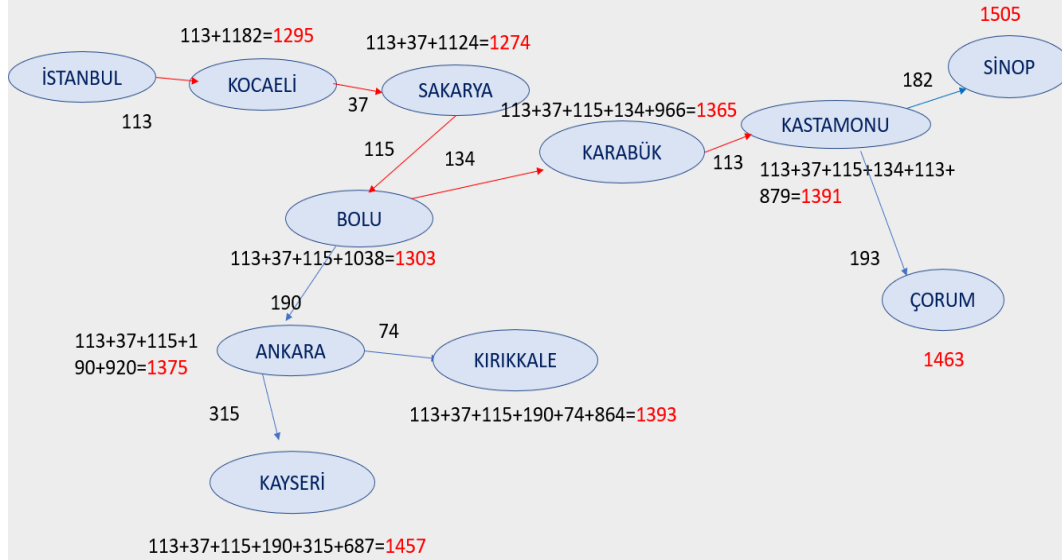 1505
113+1182=1295
113+37+1124=1274
İSTANBUL
KOCAELİ
SAKARYA
SİNOP
113
37
182
113+37+115+134+966=1365
KASTAMONU
115
134
KARABÜK
113
113+37+115+134+113+
879=1391
BOLU
113+37+115+1038=1303
193
ÇORUM
190
74
113+37+115+1
90+920=1375
ANKARA
KIRIKKALE
1463
315
113+37+115+190+74+864=1393
KAYSERİ
113+37+115+190+315+687=1457